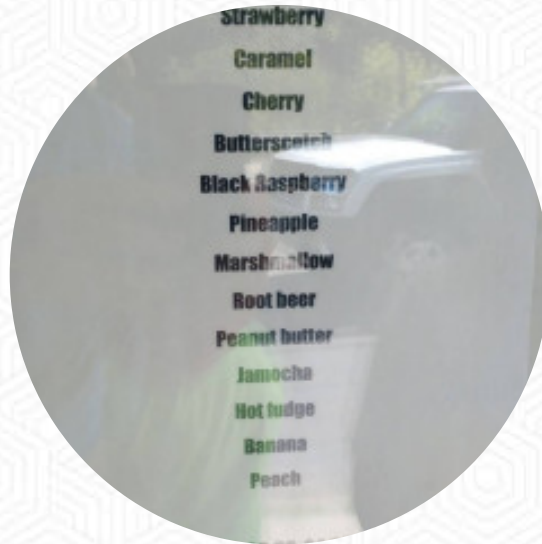 Strawberry
Caramel
Cherry
Butterscotch
Black Raspberry
Pineapple
Marshmallow
Root beer
Peanut butter
Jamocha
Hot fudge
Banana
Peach